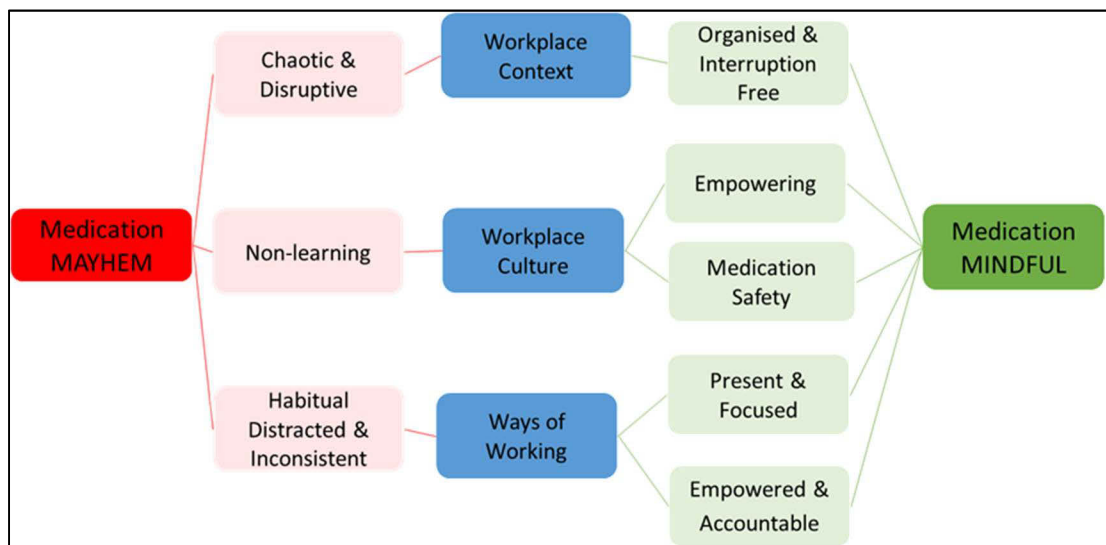 Medication
MAYHEM
Chaotic &
Disruptive
Non-learning
Habitual
Distracted &
Inconsistent
Workplace
Context
Workplace
Culture
Ways of
Working
Organised &
Interruption
Free
Empowering
Medication
Safety
Present &
Focused
Empowered &
Accountable
Medication
MINDFUL